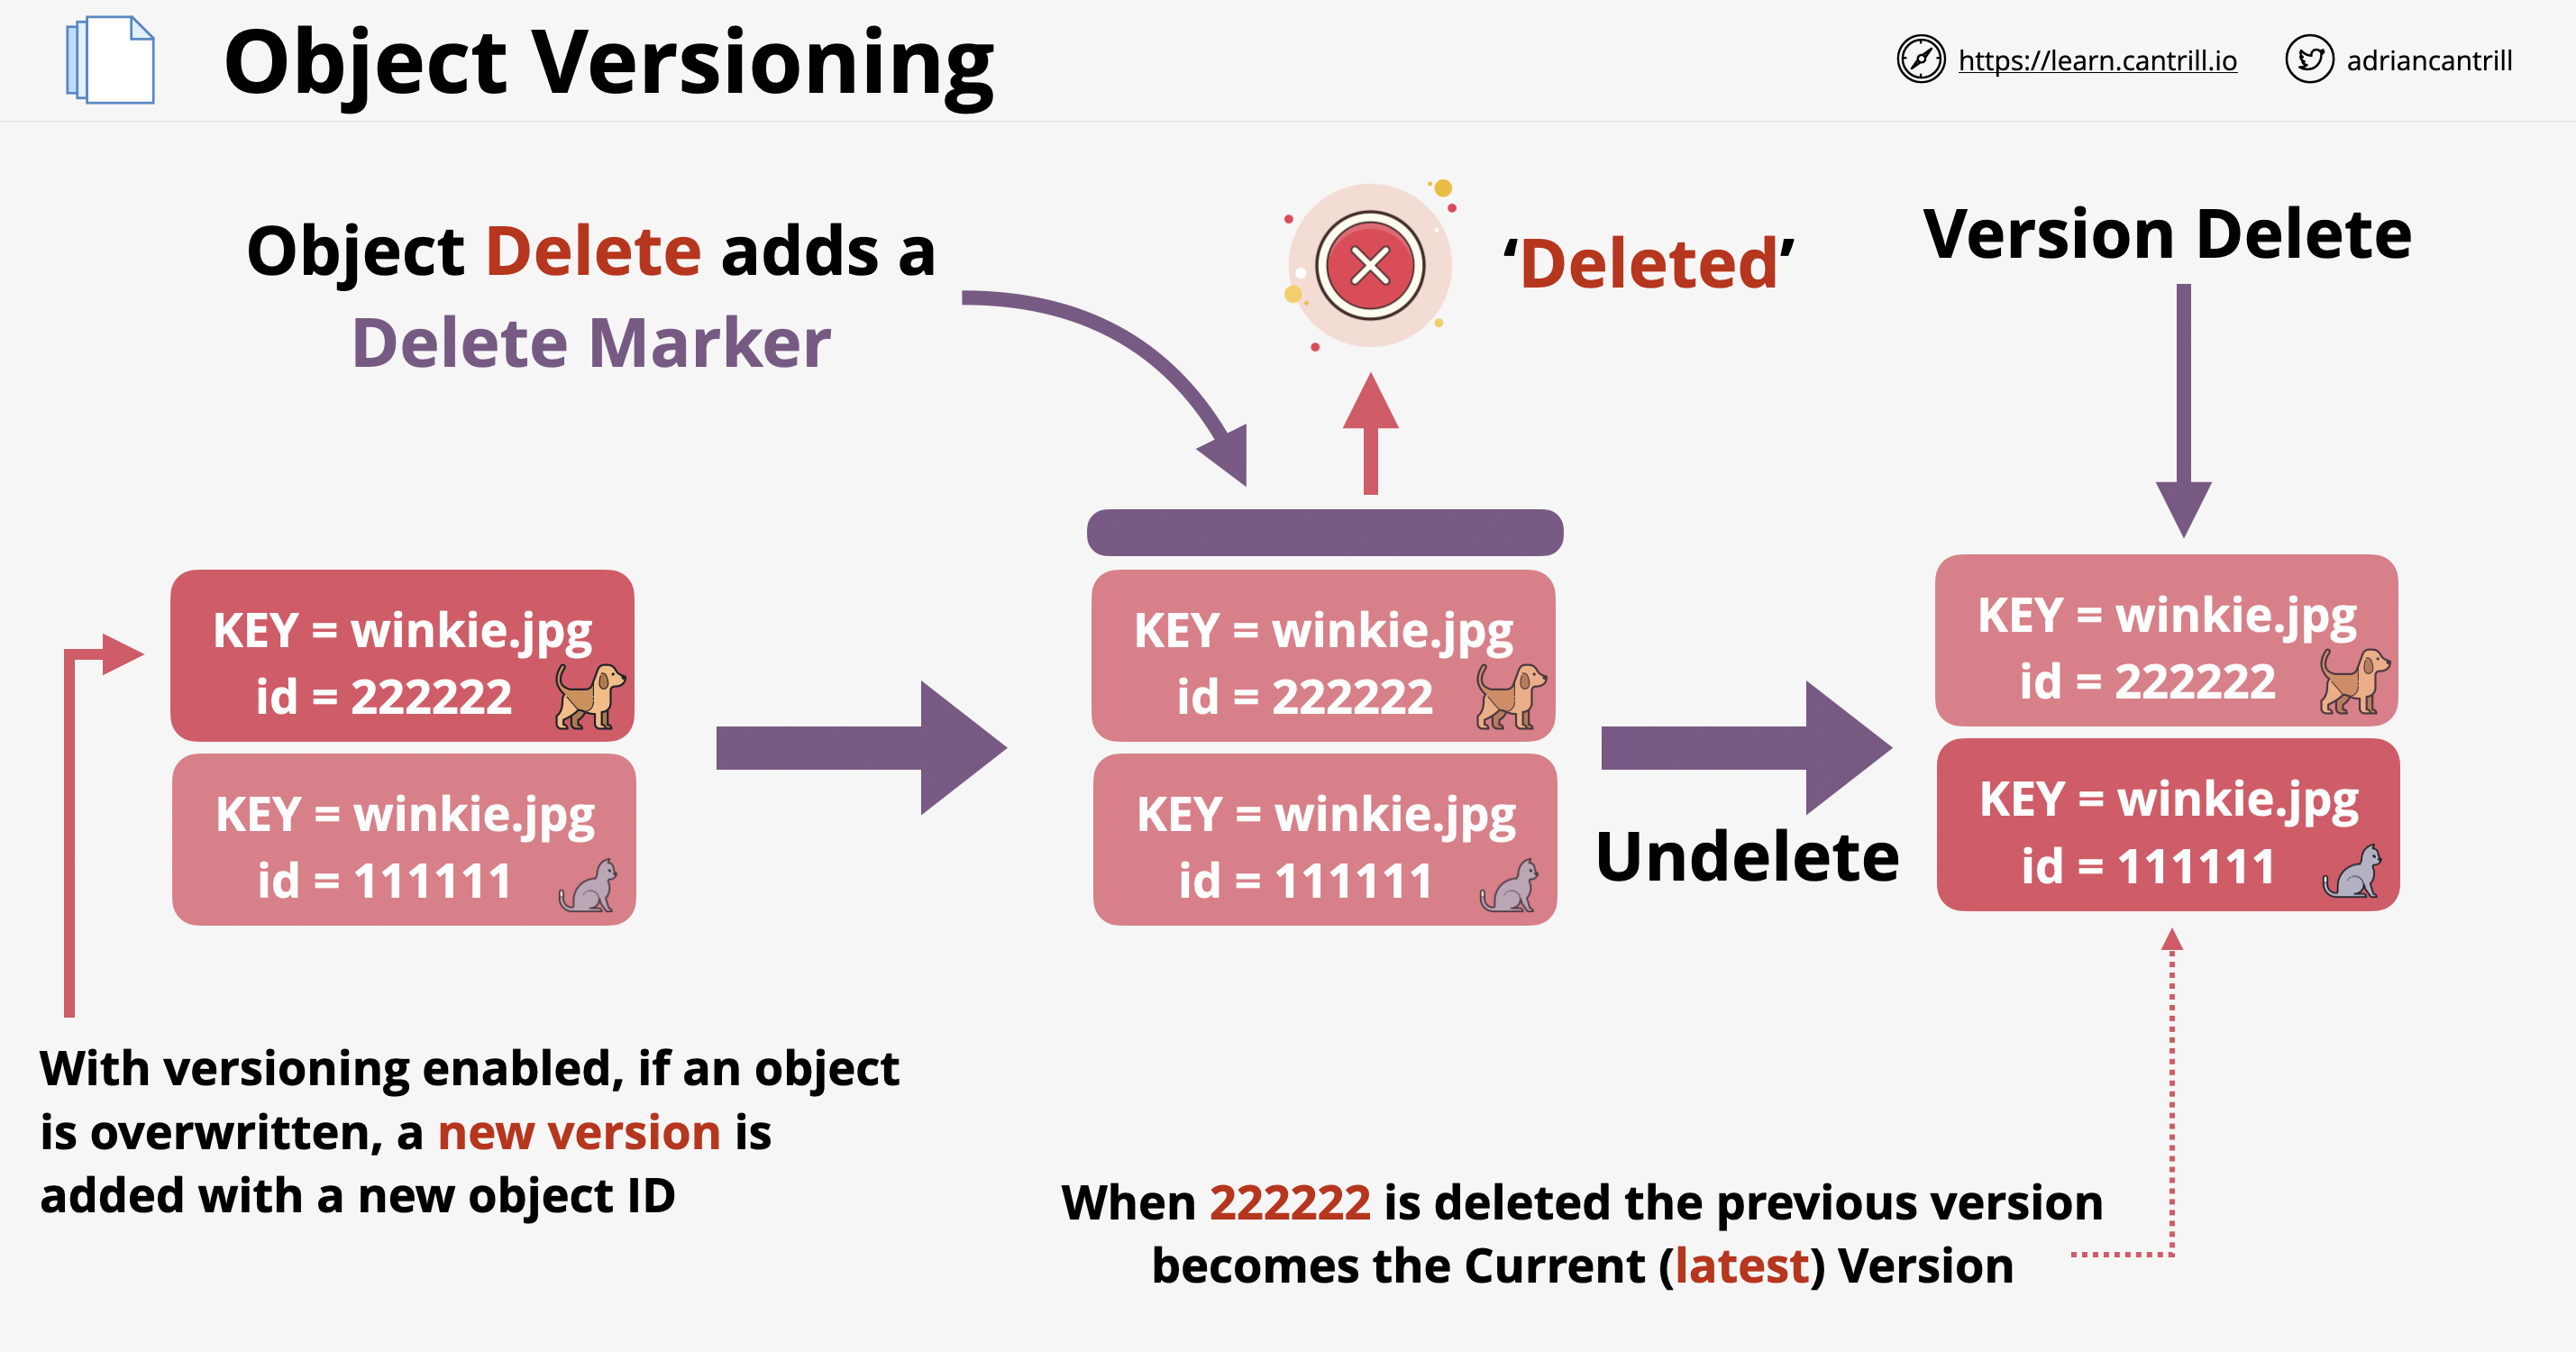 Object Versioning
https://learn.cantrill.io
adriancantrill
Object Delete adds a
Delete Marker
‘Deleted’
Version Delete
KEY = winkie.jpg
id = 222222
KEY = winkie.jpg
id = 111111
KEY = winkie.jpg
id = 222222
KEY = winkie.jpg
id = 111111
Undelete
KEY = winkie.jpg
id = 222222
KEY = winkie.jpg
id = 111111
With versioning enabled, if an object
is overwritten, a new version is
added with a new object ID
When 222222 is deleted the previous version
becomes the Current (latest) Version